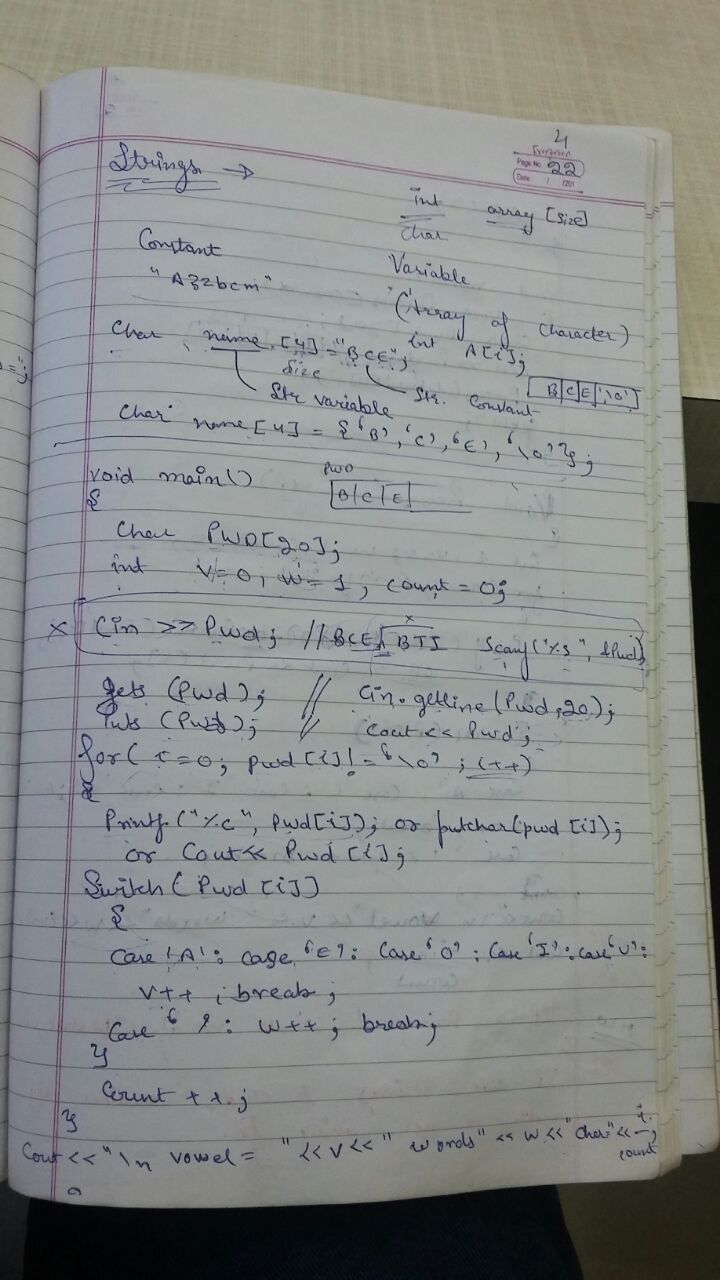 4
Evergreen
Page No. 22
Date / /201
Strings →
int array [size]
char
Constant Variable
"A32bcm" (Array of character)
int A[i];
Char name [4] = "BCE";
Size
Str variable Str. Constant
B C E '\0'
Char name [4] = { 'B', 'C', 'E', '\0' };
void main()
PWD
B C E
{
Char PWD[20];
int V=0, W=1, count=0;
x Cin >> Pwd; // BCE BTI Scanf("%s", &Pwd);
x
gets (Pwd); // Cin.getline(Pwd,20);
Puts (Pwd); // Cout << Pwd;
for( i=0; pwd[i]!='\0'; i++)
{
Printf("%c", Pwd[i]); or putchar(pwd[i]);
or Cout << Pwd[i];
Switch( Pwd [i])
{
Case 'A': case 'E': Case 'O': Case 'I': case 'U':
V++; break;
Case ' ': W++; break;
}
Count ++;
}
Cout <<"\n vowel= "<<V<<" words"<< W<<"Char"<< i;
count